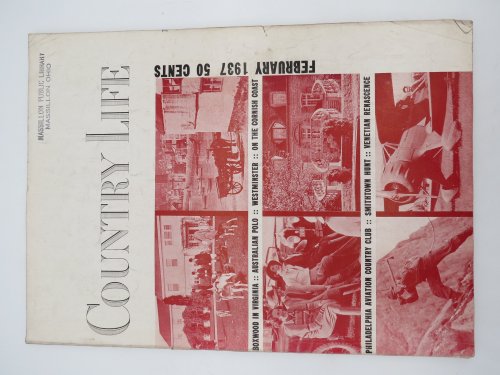 MASSILLON PUBLIC LIBRARY
MASSILLON OHIO
COUNTRY LIFE
FEBRUARY 1937 50 CENTS
BOXWOOD IN VIRGINIA :: AUSTRALIAN POLO :: WESTMINSTER :: ON THE CORNISH COAST
PHILADELPHIA AVIATION COUNTRY CLUB :: SMITHTOWN HUNT :: VENETIAN RENASCENCE